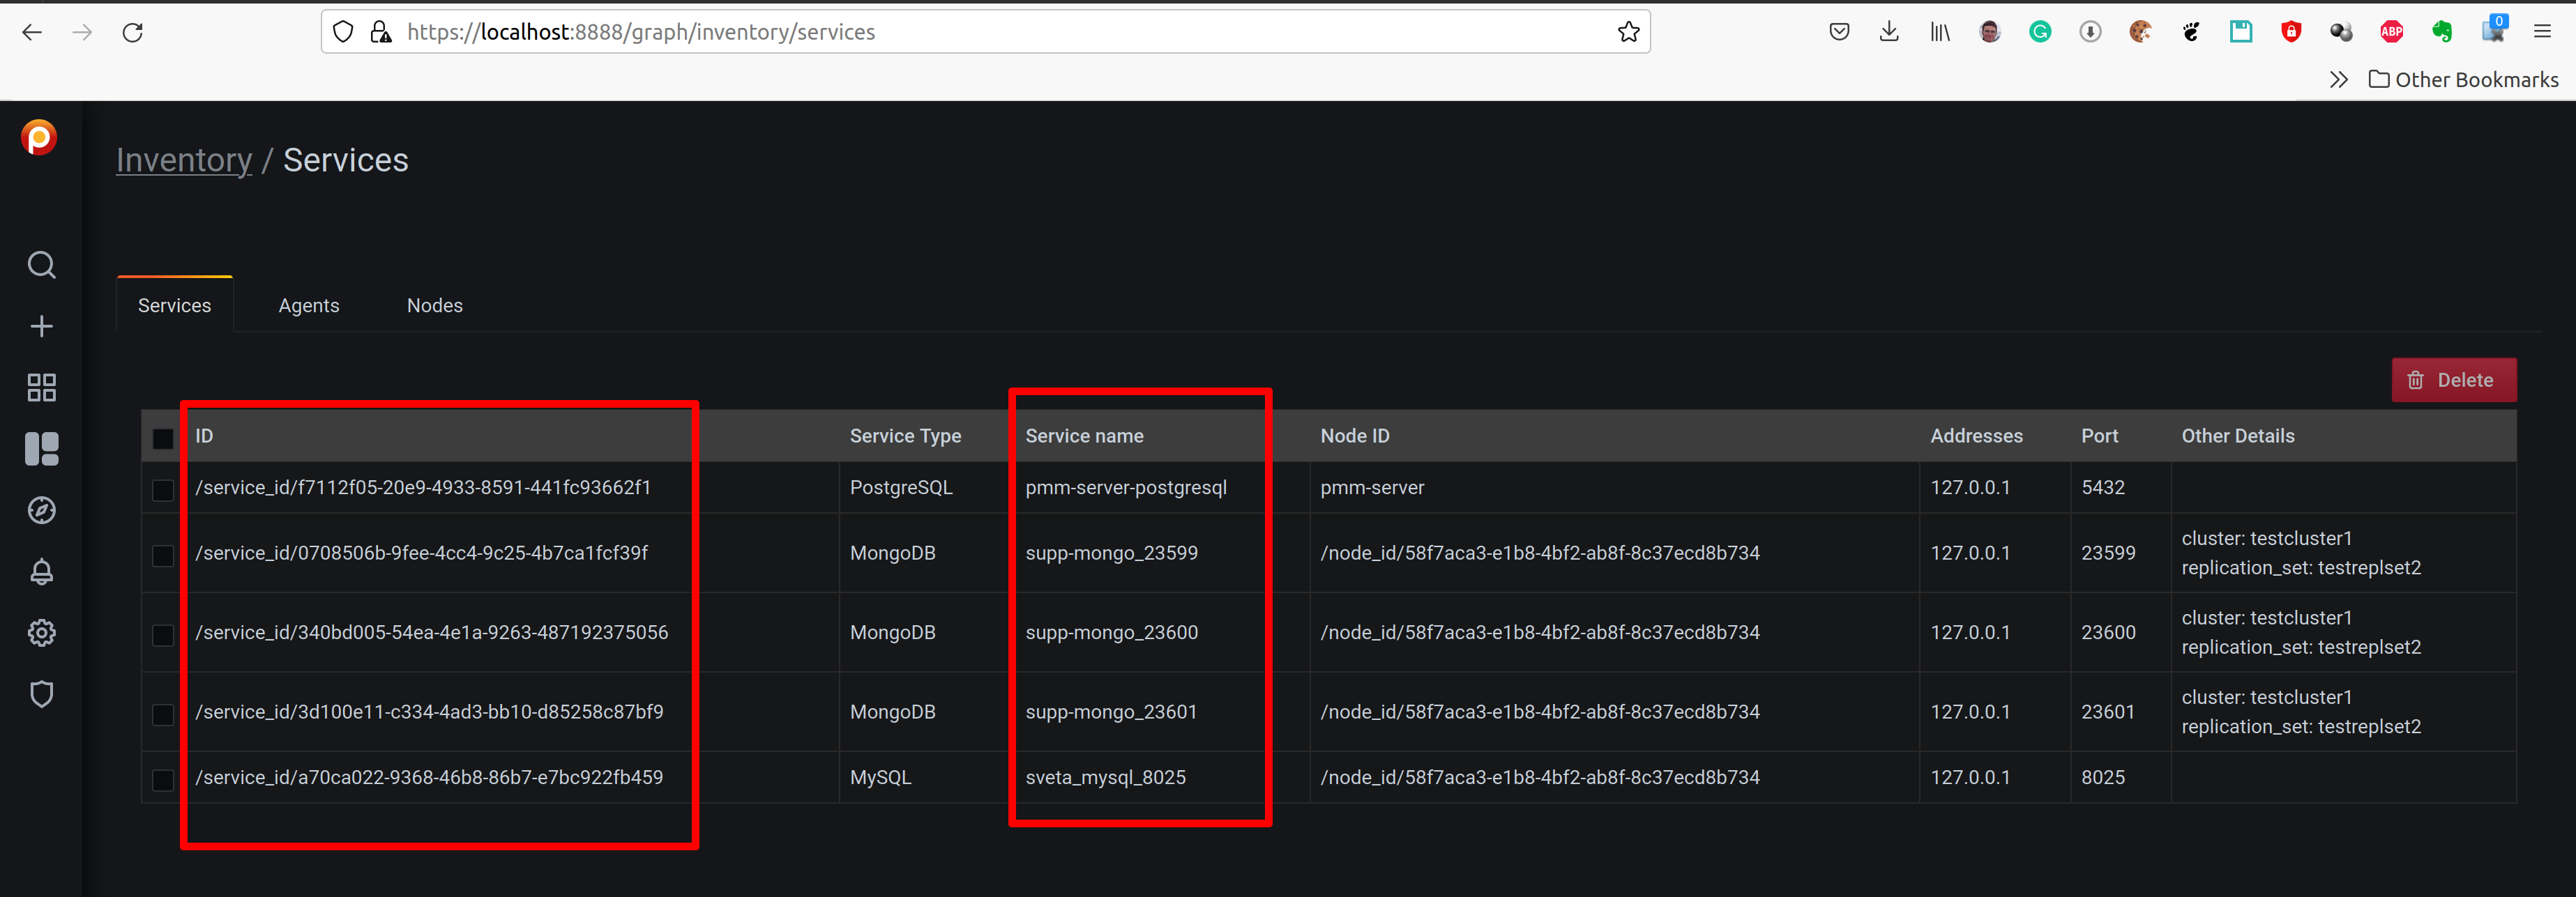 https://localhost:8888/graph/inventory/services
0
ABP
Other Bookmarks
Inventory / Services
Services Agents Nodes
Delete
ID Service Type Service name Node ID Addresses Port Other Details
/service_id/f7112f05-20e9-4933-8591-441fc93662f1 PostgreSQL pmm-server-postgresql pmm-server 127.0.0.1 5432
/service_id/0708506b-9fee-4cc4-9c25-4b7ca1fcf39f MongoDB supp-mongo_23599 /node_id/58f7aca3-e1b8-4bf2-ab8f-8c37ecd8b734 127.0.0.1 23599 cluster: testcluster1
replication_set: testreplset2
/service_id/340bd005-54ea-4e1a-9263-487192375056 MongoDB supp-mongo_23600 /node_id/58f7aca3-e1b8-4bf2-ab8f-8c37ecd8b734 127.0.0.1 23600 cluster: testcluster1
replication_set: testreplset2
/service_id/3d100e11-c334-4ad3-bb10-d85258c87bf9 MongoDB supp-mongo_23601 /node_id/58f7aca3-e1b8-4bf2-ab8f-8c37ecd8b734 127.0.0.1 23601 cluster: testcluster1
replication_set: testreplset2
/service_id/a70ca022-9368-46b8-86b7-e7bc922fb459 MySQL sveta_mysql_8025 /node_id/58f7aca3-e1b8-4bf2-ab8f-8c37ecd8b734 127.0.0.1 8025